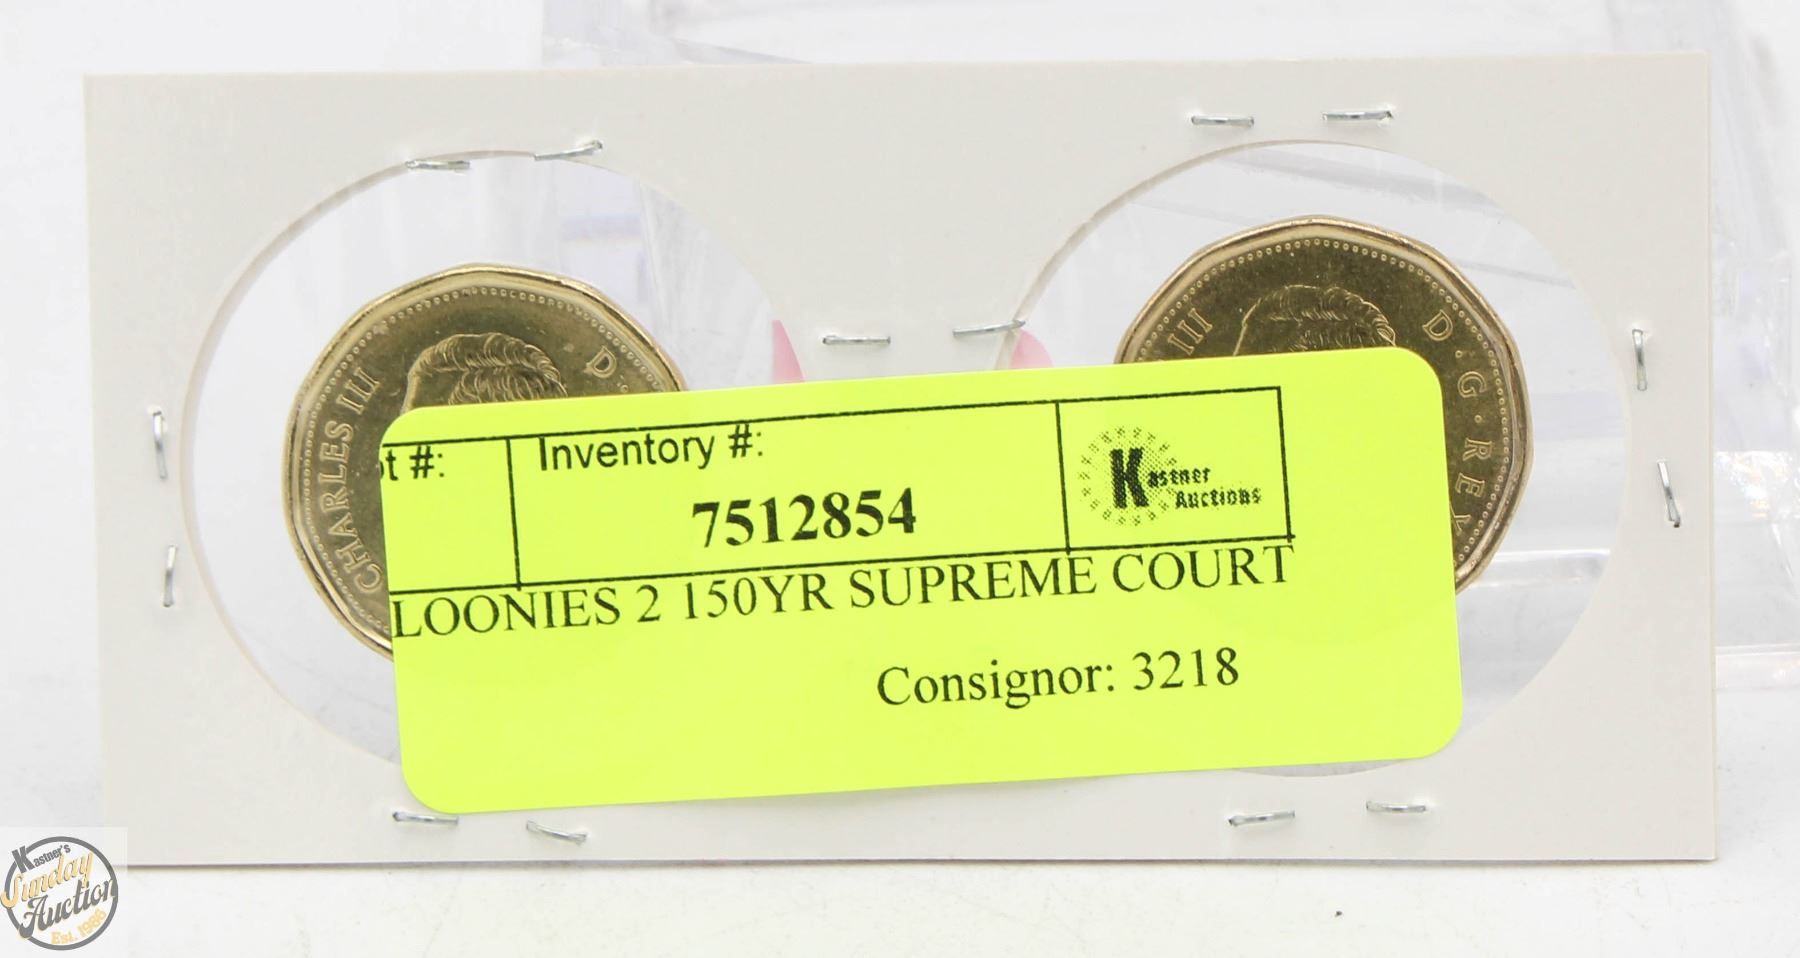 CHARLES III D.
III D·G·REX
t #:
Inventory #:
7512854
Kastner
Auctions
LOONIES 2 150YR SUPREME COURT
Consignor: 3218
Kastner's
Sunday
Auction
Est. 1986